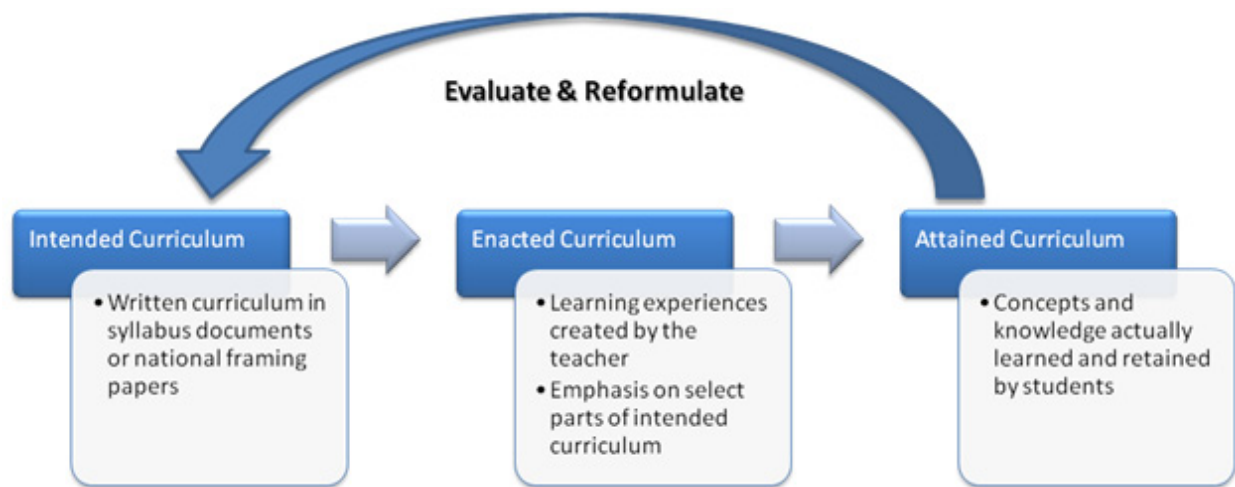 Evaluate & Reformulate
Intended Curriculum
• Written curriculum in
syllabus documents
or national framing
papers
Enacted Curriculum
• Learning experiences
created by the
teacher
• Emphasis on select
parts of intended
curriculum
Attained Curriculum
• Concepts and
knowledge actually
learned and retained
by students